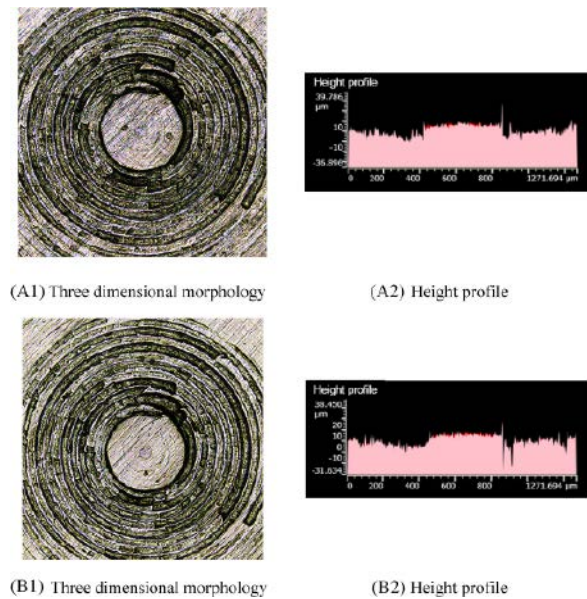 Height profile
39.786
μm
10
-10
-36.896
0 200 400 600 800 1271.694 μm
(A1) Three dimensional morphology
(A2) Height profile
Height profile
38.450
μm
20
10
0
-10
-31.634
0 200 400 600 800 1271.694 μm
(B1) Three dimensional morphology
(B2) Height profile